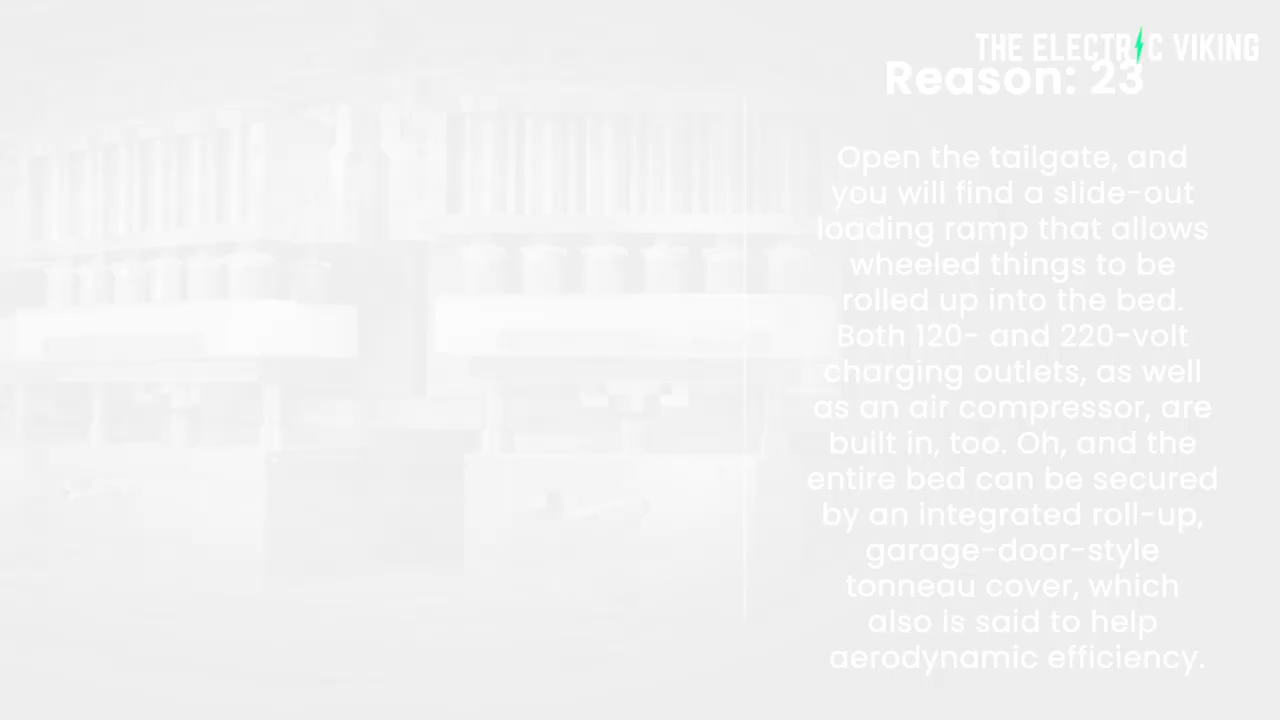 THE ELECTRIC VIKING
Reason: 23
Open the tailgate, and
you will find a slide-out
loading ramp that allows
wheeled things to be
rolled up into the bed.
Both 120- and 220-volt
charging outlets, as well
as an air compressor, are
built in, too. Oh, and the
entire bed can be secured
by an integrated roll-up,
garage-door-style
tonneau cover, which
also is said to help
aerodynamic efficiency.